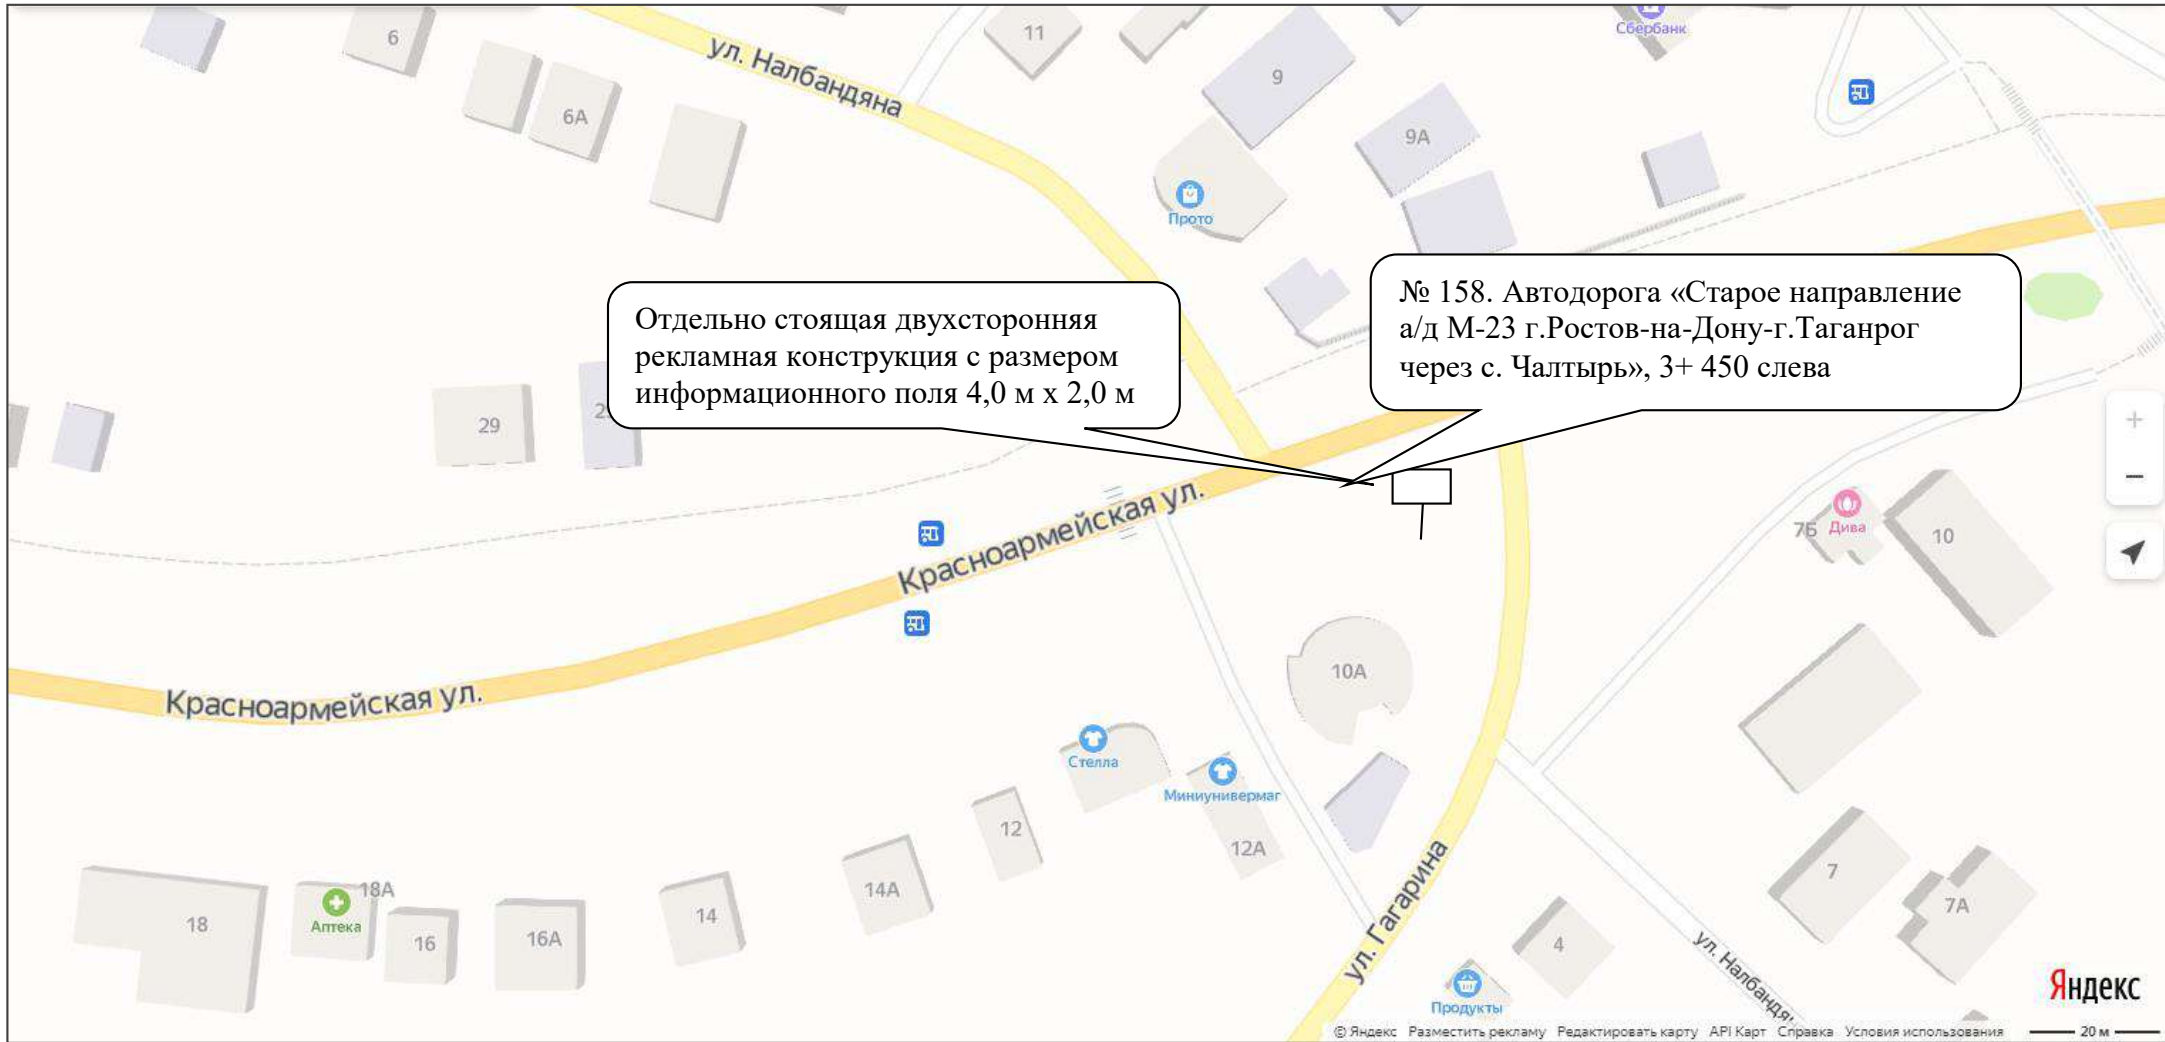 Сбербанк
6
11
ул. Налбандяна
9
6А
9А
Прото
Отдельно стоящая двухсторонняя
рекламная конструкция с размером
информационного поля 4,0 м х 2,0 м
№ 158. Автодорога «Старое направление
а/д М-23 г.Ростов-на-Дону-г.Таганрог
через с. Чалтырь», 3+ 450 слева
29
+
−
Красноармейская ул.
7Б
Дива
10
Красноармейская ул.
10А
Стелла
Миниунивермаг
12
12А
14А
14
18А
Аптека
18
16
16А
ул. Гагарина
7
7А
4
ул. Налбандя
Продукты
Яндекс
© Яндекс Разместить рекламу Редактировать карту API Карт Справка Условия использования
20 м